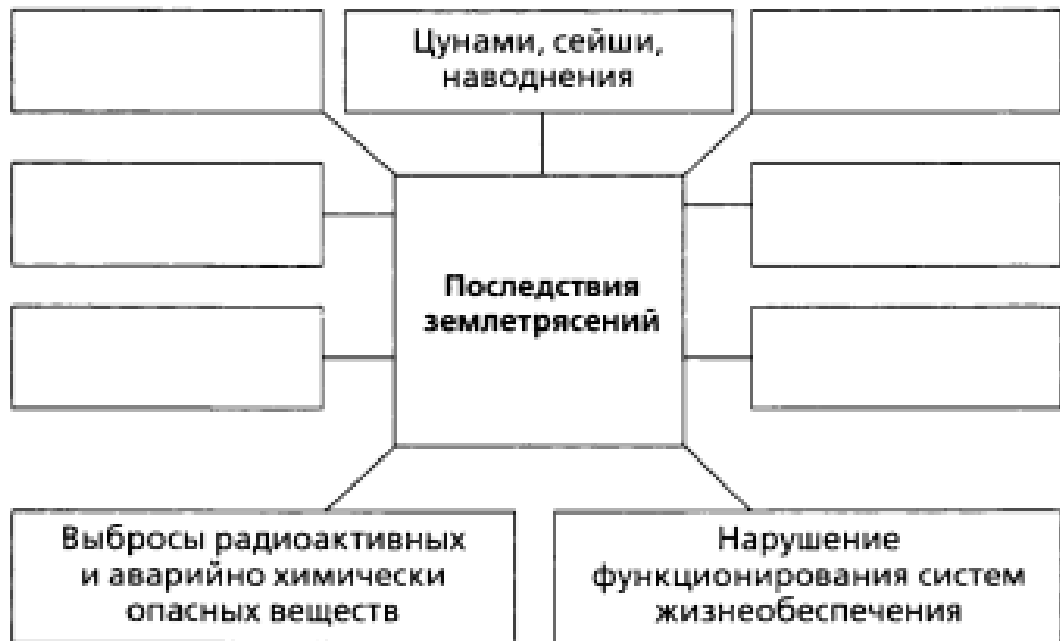 Цунами, сейши,
наводнения
Последствия
землетрясений
Выбросы радиоактивных
и аварийно химически
опасных веществ
Нарушение
функционирования систем
жизнеобеспечения